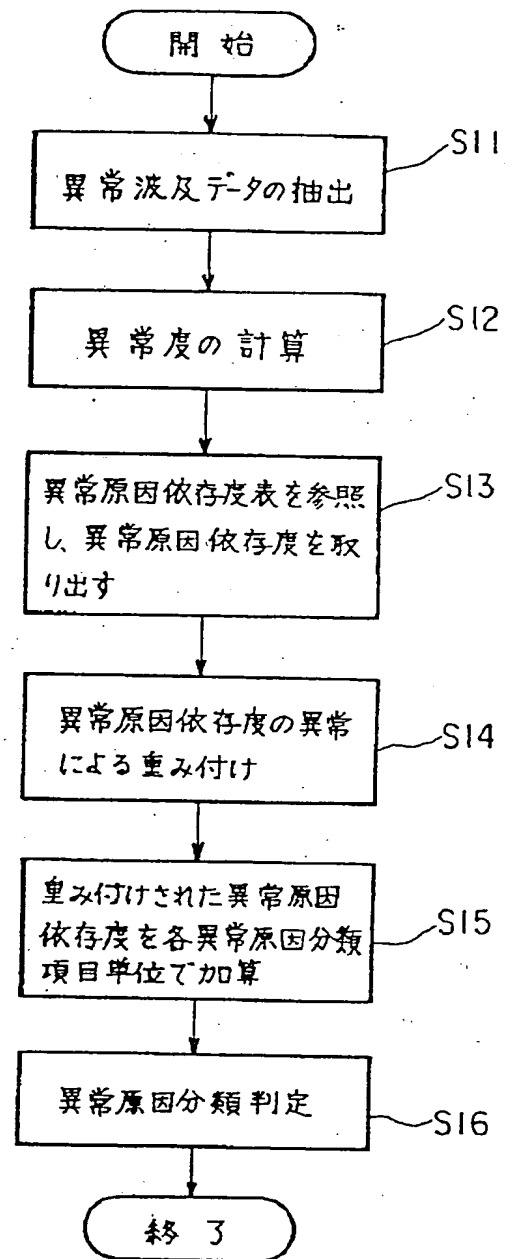 開始
S11
異常波及データの抽出
S12
異常度の計算
S13
異常原因依存度表を参照
し、異常原因依存度を取
り出す
S14
異常原因依存度の異常
による重み付け
重み付けされた異常原因
S15
依存度を各異常原因分類
項目単位で加算
異常原因分類判定
S16
終了